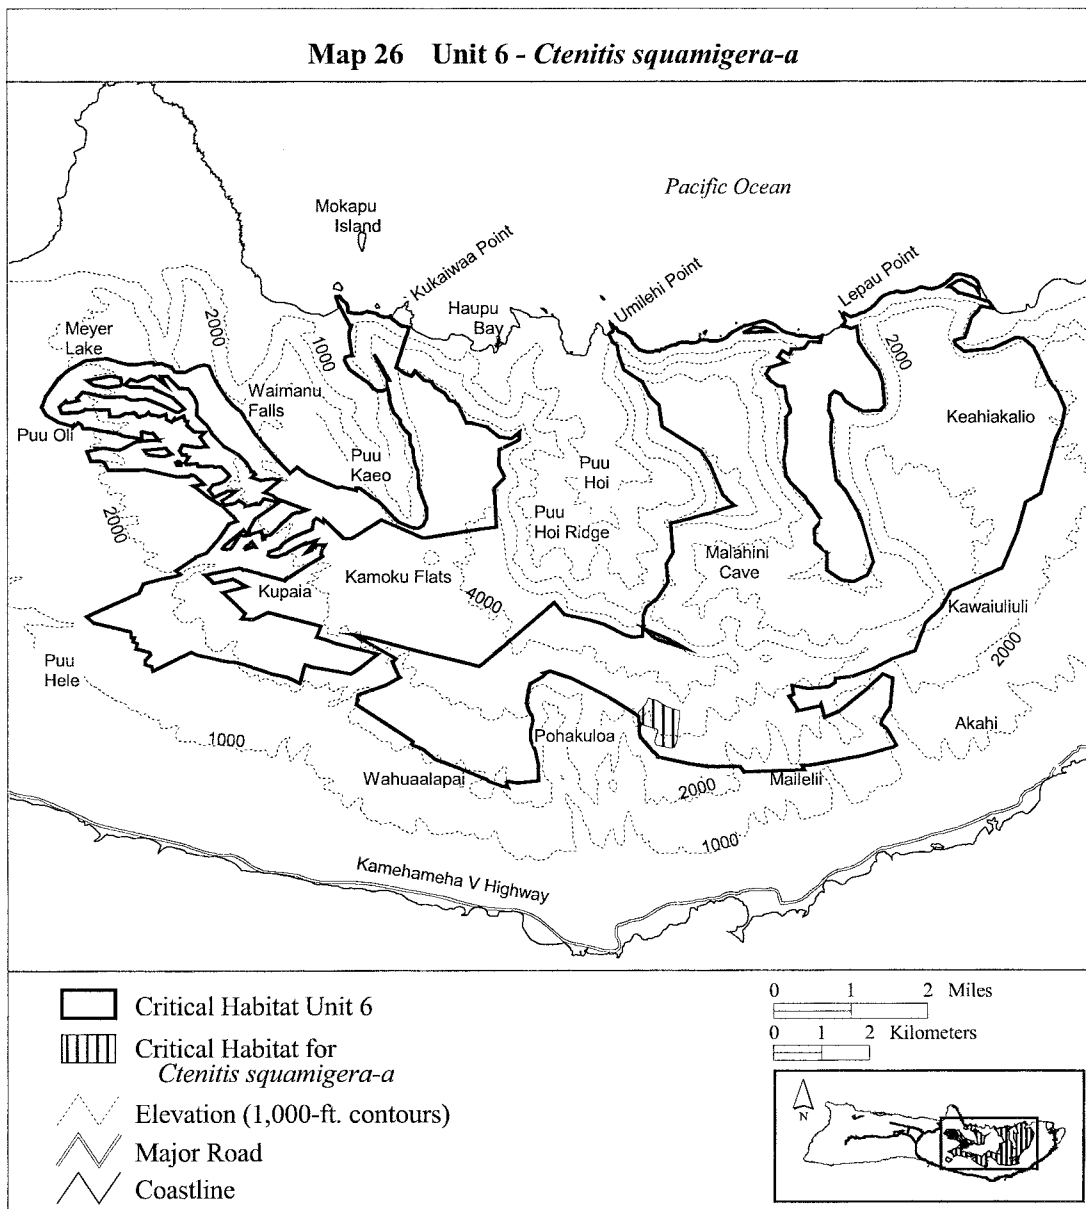 Map 26 Unit 6 - Ctenitis squamigera-a
Pacific Ocean
Mokapu
Island
Kukaiwaa Point
Haupu
Bay
Umilehi Point
Lepau Point
Meyer
Lake
2000
1000
2000
Waimanu
Falls
Keahiakalio
Puu Oli
Puu
Kaeo
Puu
Hoi
Puu
Hoi Ridge
2000
Malahini
Cave
Kamoku Flats
Kupaia
4000
Kawaiuliuli
2000
Puu
Hele
1000
Pohakuloa
Akahi
Wahuaalapai
2000
Mailelii
1000
Kamehameha V Highway
Critical Habitat Unit 6
Critical Habitat for
Ctenitis squamigera-a
Elevation (1,000-ft. contours)
Major Road
Coastline
0 1 2 Miles
0 1 2 Kilometers
N